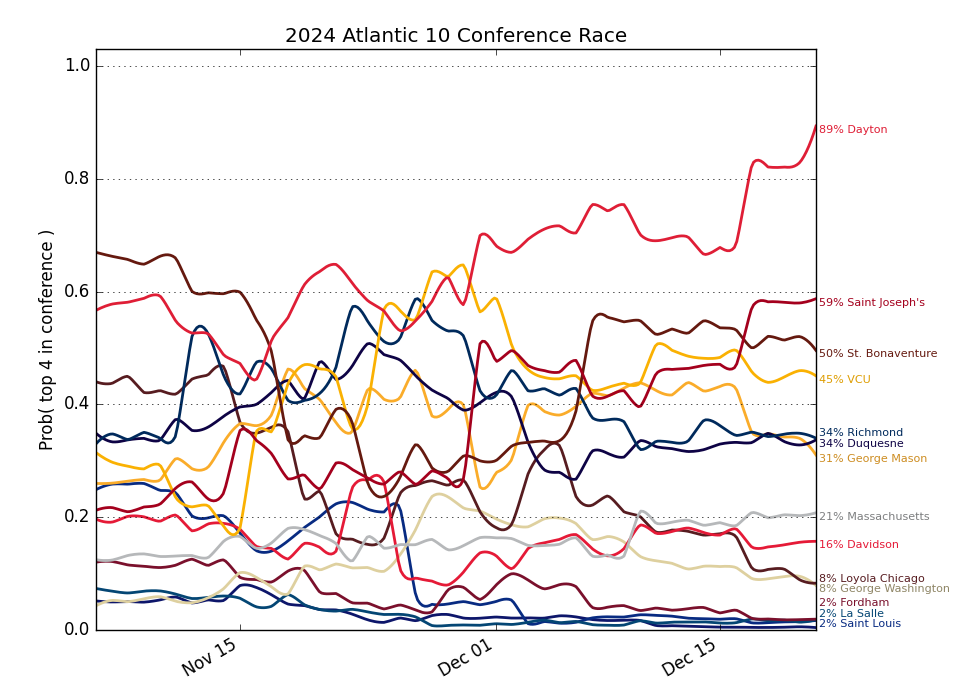 2024 Atlantic 10 Conference Race
Prob( top 4 in conference )
1.0
0.8
0.6
0.4
0.2
0.0
Nov 15
Dec 01
Dec 15
89% Dayton
59% Saint Joseph's
50% St. Bonaventure
45% VCU
34% Richmond
34% Duquesne
31% George Mason
21% Massachusetts
16% Davidson
8% Loyola Chicago
7% George Washington
2% Fordham
2% La Salle
2% Saint Louis